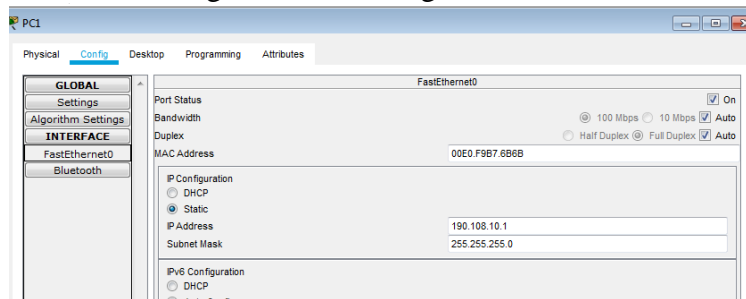 PC1
Physical Config Desktop Programming Attributes
GLOBAL
Settings
Algorithm Settings
INTERFACE
FastEthernet0
Bluetooth
FastEthernet0
Port Status On
Bandwidth 100 Mbps 10 Mbps Auto
Duplex Half Duplex Full Duplex Auto
MAC Address 00E0.F9B7.6B6B
IP Configuration
DHCP
Static
IP Address 190.108.10.1
Subnet Mask 255.255.255.0
IPv6 Configuration
DHCP